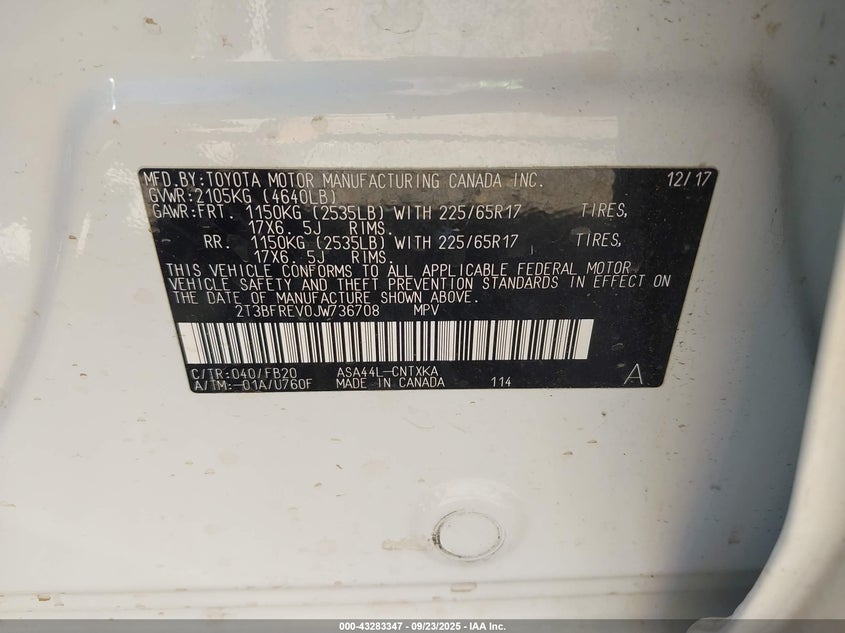 MFD.BY:TOYOTA MOTOR MANUFACTURING CANADA INC. 12/17
GVWR:2105KG (4640LB)
GAWR:FRT. 1150KG (2535LB) WITH 225/65R17 TIRES,
17X6. 5J RIMS.
RR. 1150KG (2535LB) WITH 225/65R17 TIRES,
17X6. 5J RIMS.
THIS VEHICLE CONFORMS TO ALL APPLICABLE FEDERAL MOTOR
VEHICLE SAFETY AND THEFT PREVENTION STANDARDS IN EFFECT ON
THE DATE OF MANUFACTURE SHOWN ABOVE.
2T3BFREV0JW736708 MPV
C/TR:040/FB20 ASA44L-CNTXKA
A/TM:-01A/U760F MADE IN CANADA 114 A
000-43283347 - 09/23/2025 - IAA Inc.